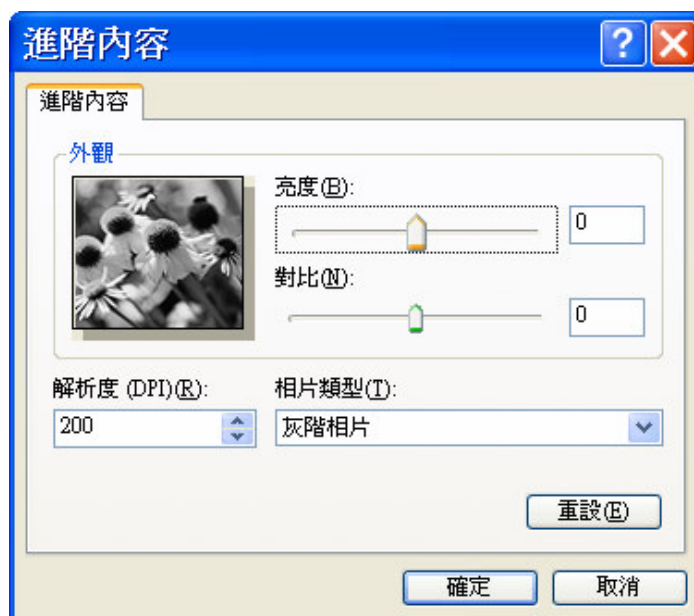 進階內容
進階內容
外觀
亮度(B):
0
對比(N):
0
解析度 (DPI)(R):
相片類型(T):
200
灰階相片
重設(E)
確定
取消